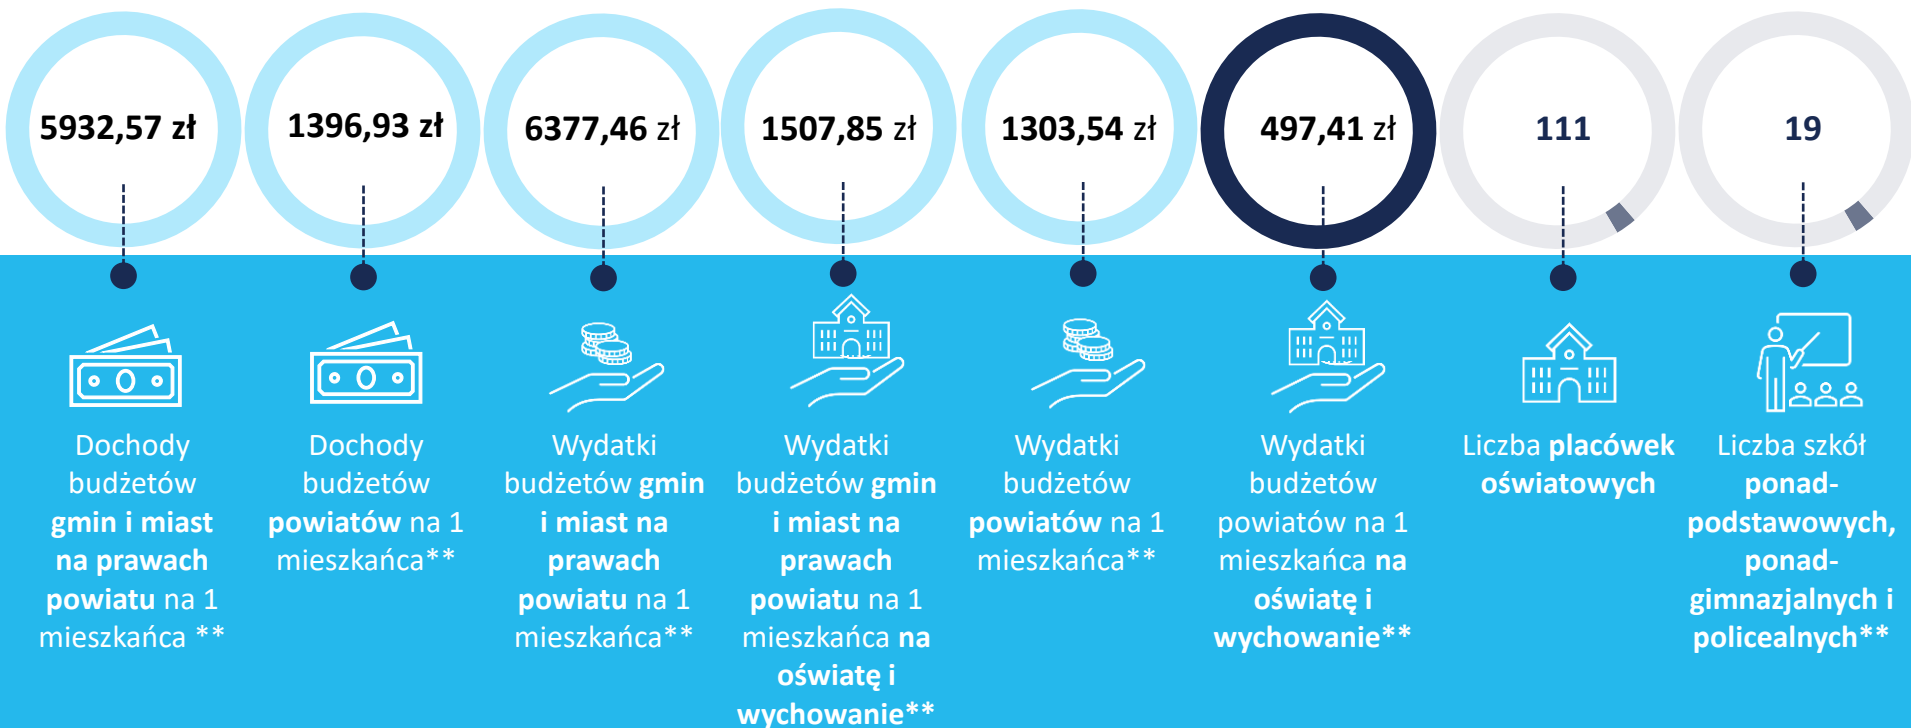 5932,57 zł
1396,93 zł
6377,46 zł
1507,85 zł
1303,54 zł
497,41 zł
111
19
Dochody
budżetów
gmin i miast
na prawach
powiatu na 1
mieszkańca **
Dochody
budżetów
powiatów na 1
mieszkańca**
Wydatki
budżetów gmin
i miast na
prawach
powiatu na 1
mieszkańca**
Wydatki
budżetów gmin
i miast na
prawach
powiatu na 1
mieszkańca na
oświatę i
wychowanie**
Wydatki
budżetów
powiatów na 1
mieszkańca**
Wydatki
budżetów
powiatów na 1
mieszkańca na
oświatę i
wychowanie**
Liczba placówek
oświatowych
Liczba szkół
ponad-
podstawowych,
ponad-
gimnazjalnych i
policealnych**